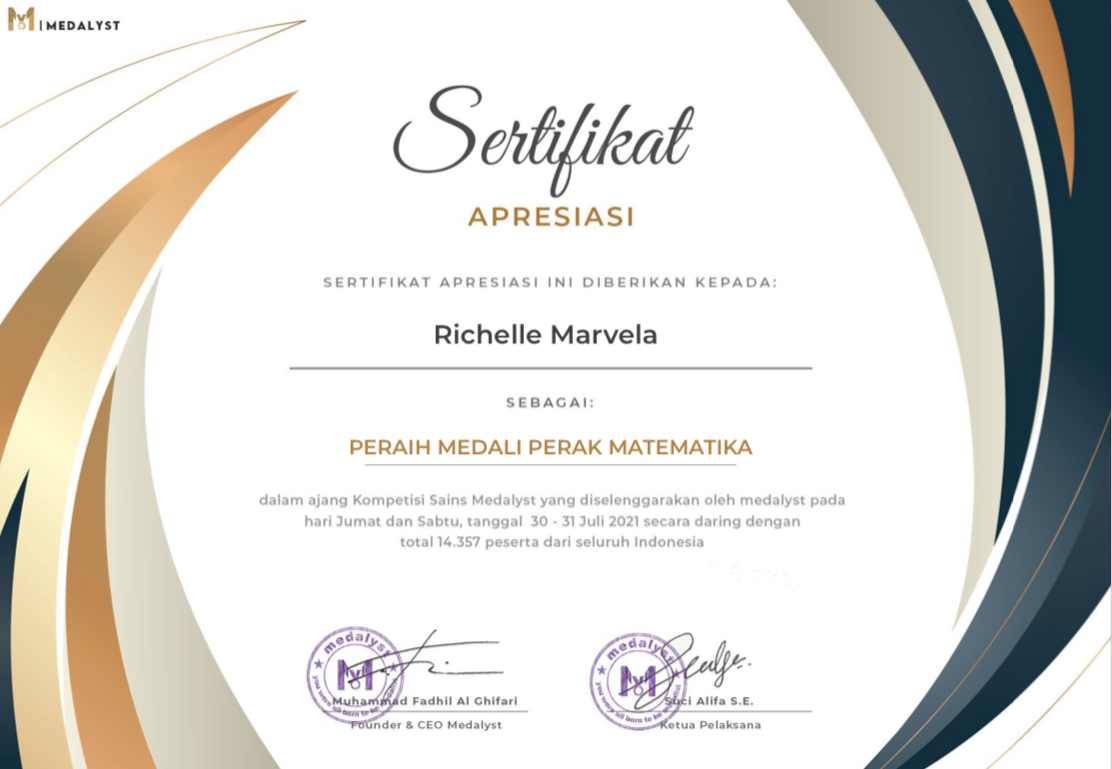 M | MEDALYST
Sertifikat
APRESIASI
SERTIFIKAT APRESIASI INI DIBERIKAN KEPADA:
Richelle Marvela
SEBAGAI:
PERAIH MEDALI PERAK MATEMATIKA
dalam ajang Kompetisi Sains Medalyst yang diselenggarakan oleh medalyst pada
hari Jumat dan Sabtu, tanggal 30 - 31 Juli 2021 secara daring dengan
total 14.357 peserta dari seluruh Indonesia
medalyst
M
you were all born to be
Muhammad Fadhil Al Ghifari
Founder & CEO Medalyst
medalyst
M
you were all born to be
Suci Alifa S.E.
Ketua Pelaksana